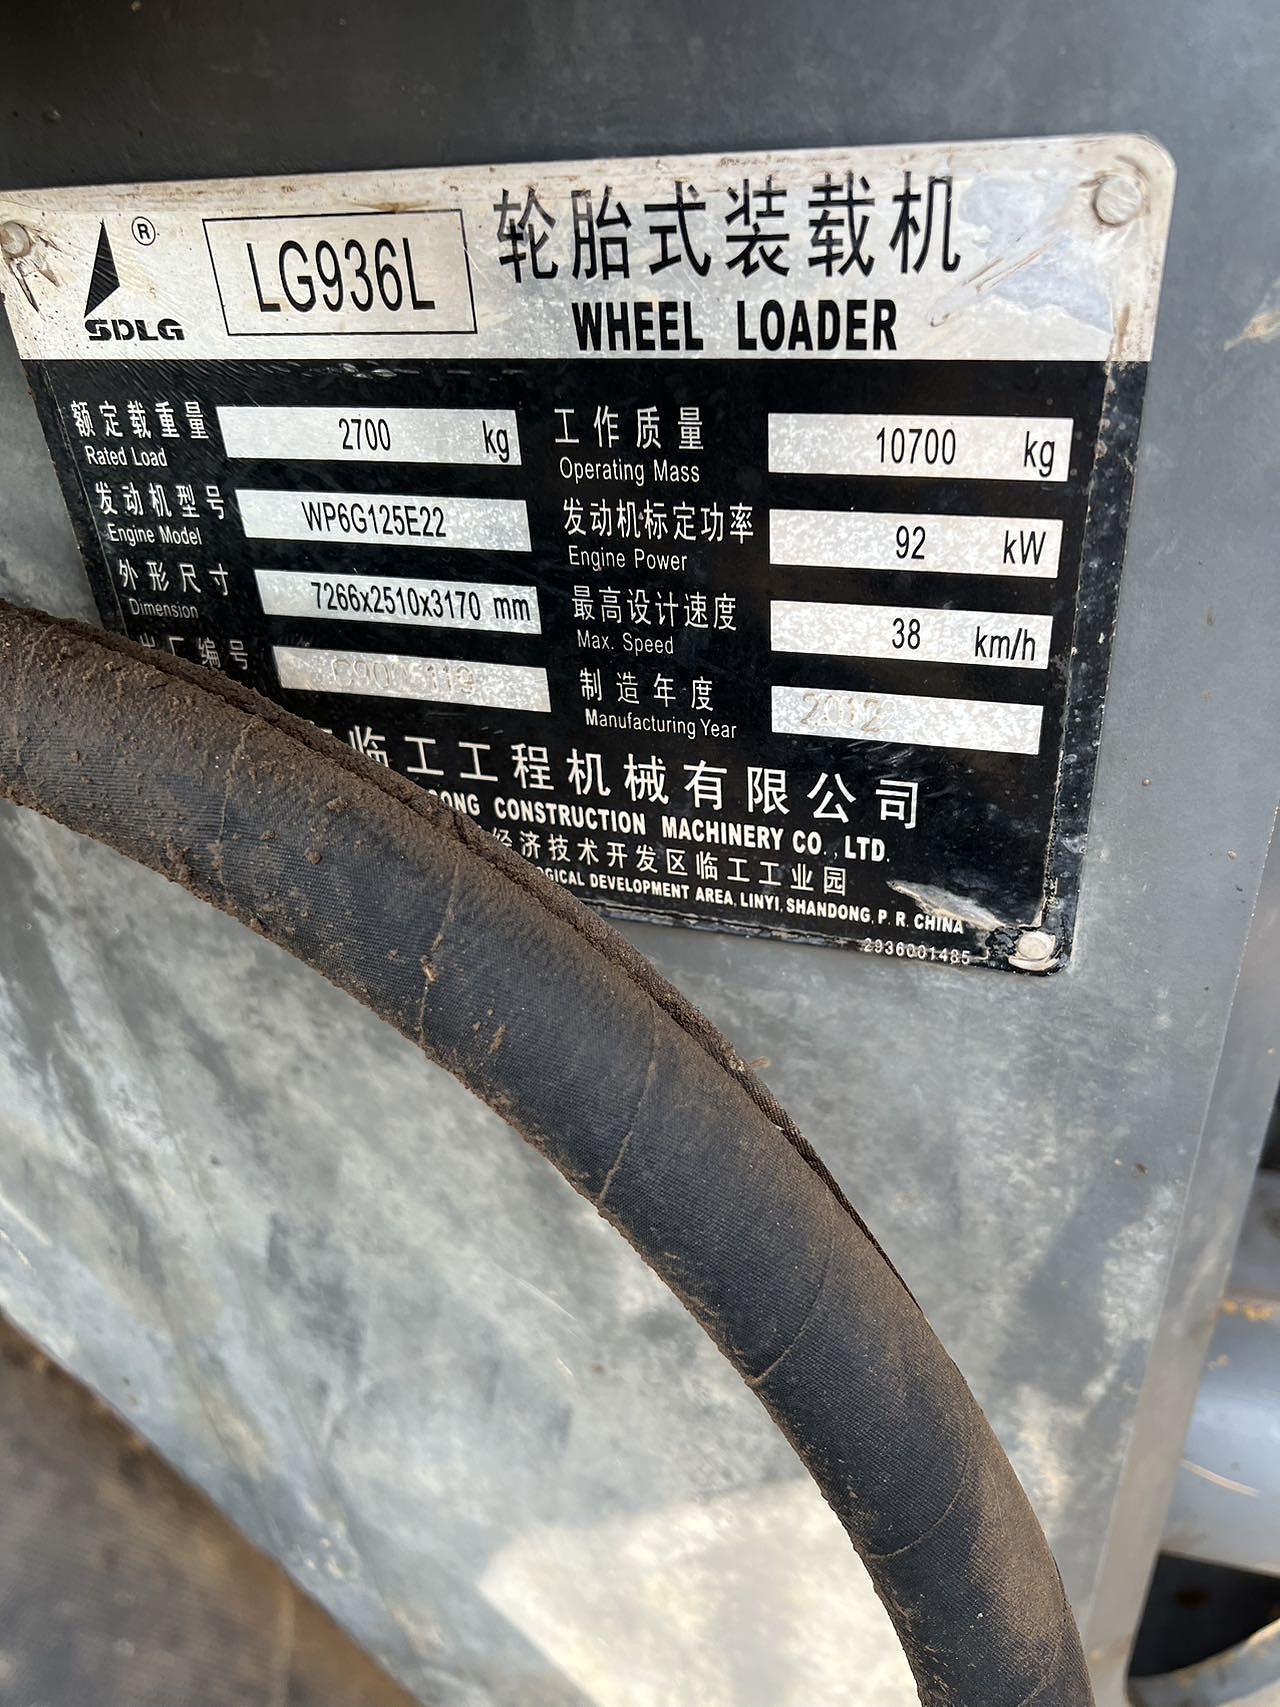 ®
SDLG
LG936L
轮胎式装载机
WHEEL LOADER
额定载重量 2700 kg
Rated Load
工作质量 10700 kg
Operating Mass
发动机型号 WP6G125E22
Engine Model
发动机标定功率 92 kW
Engine Power
外形尺寸 7266x2510x3170 mm
Dimension
最高设计速度 38 km/h
Max. Speed
出厂编号
制造年度 2012
Manufacturing Year
临工工程机械有限公司
CONSTRUCTION MACHINERY CO.,LTD.
经济技术开发区临工工业园
DEVELOPMENT AREA, LINYI, SHANDONG, P. R. CHINA
2936001485